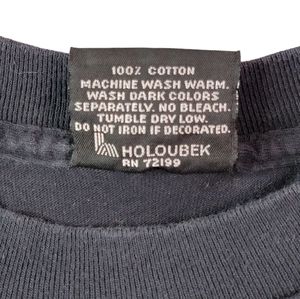 100% COTTON
MACHINE WASH WARM.
WASH DARK COLORS
SEPARATELY. NO BLEACH.
TUMBLE DRY LOW.
DO NOT IRON IF DECORATED.
HOLOUBEK
RN 72199